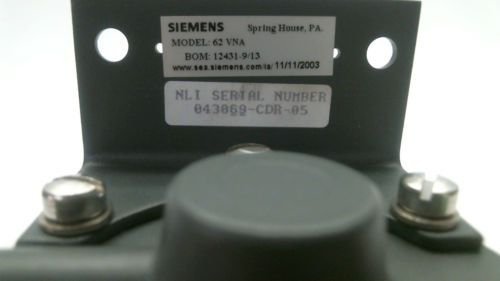 SIEMENS Spring House, PA.
MODEL: 62 VNA
BOM: 12431-9/13
www.sea.siemens.com/ia/ 11/11/2003
NLI SERIAL NUMBER
043069-CDR-05